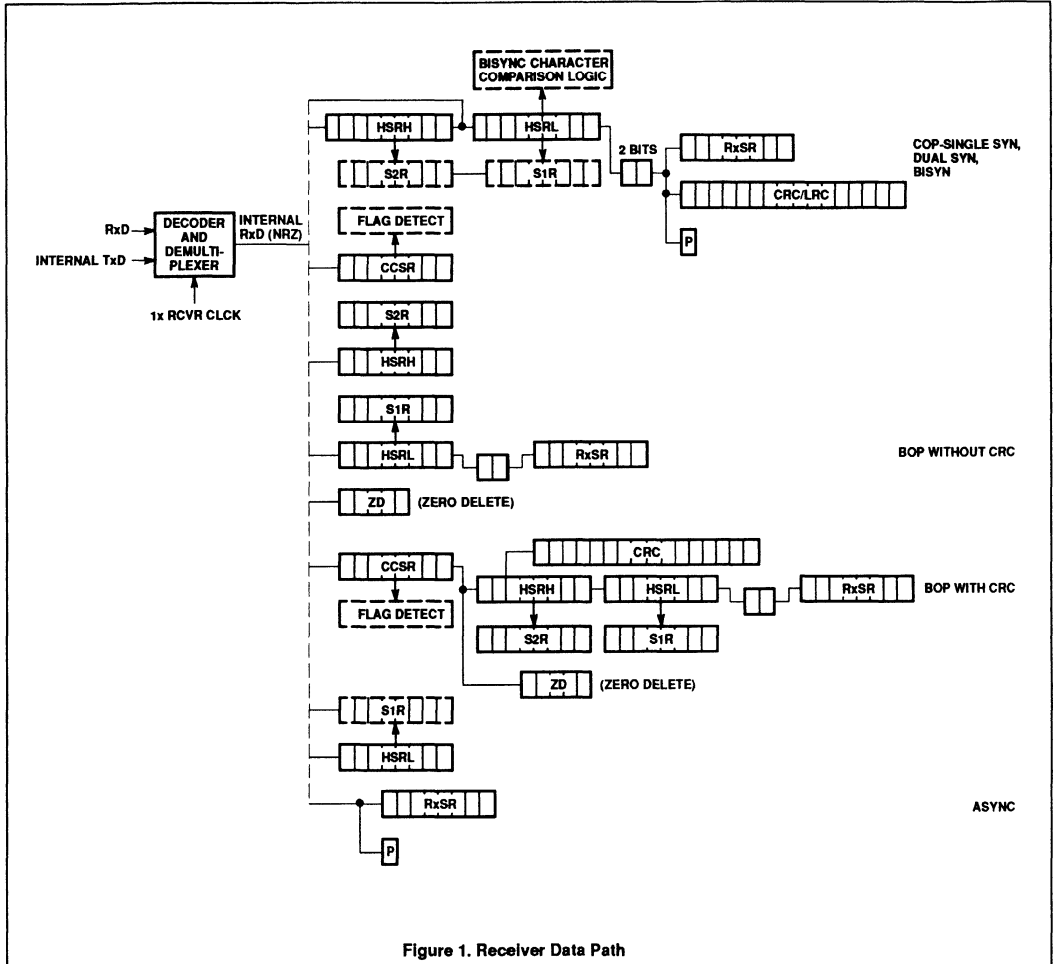 BISYNC CHARACTER
COMPARISON LOGIC
HSRH
HSRL
2 BITS
RxSR
COP-SINGLE SYN,
DUAL SYN,
BISYN
S2R
S1R
CRC/LRC
FLAG DETECT
P
RxD
INTERNAL TxD
DECODER
AND
DEMULTI-
PLEXER
INTERNAL
RxD (NRZ)
1x RCVR CLCK
CCSR
S2R
HSRH
S1R
HSRL
RxSR
BOP WITHOUT CRC
ZD
(ZERO DELETE)
CRC
CCSR
HSRH
HSRL
RxSR
BOP WITH CRC
FLAG DETECT
S2R
S1R
ZD
(ZERO DELETE)
S1R
HSRL
RxSR
ASYNC
P
Figure 1. Receiver Data Path